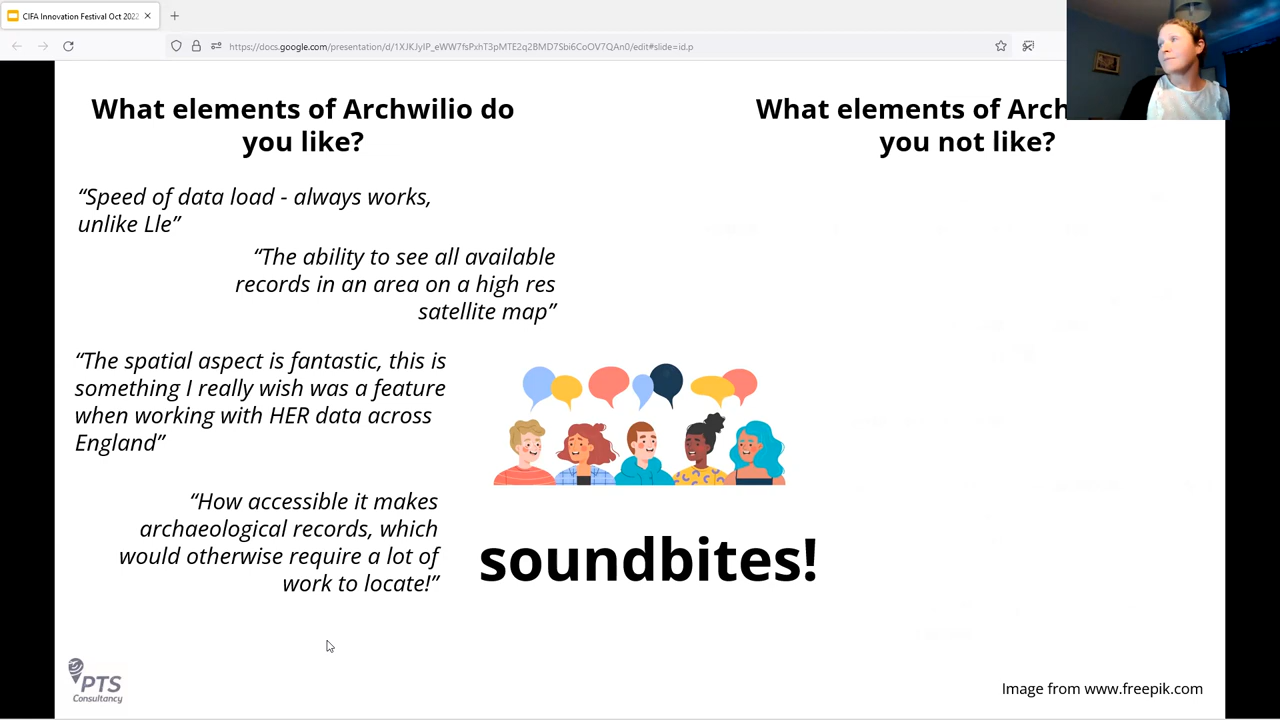 CIFA Innovation Festival Oct 2022
https://docs.google.com/presentation/d/1XJKJyIP_eWW7fsPxhT3pMTE2q2BMD7Sbi6CoOV7QAn0/edit#slide=id.p
What elements of Archwilio do
you like?
“Speed of data load - always works,
unlike Lle”
“The ability to see all available
records in an area on a high res
satellite map”
“The spatial aspect is fantastic, this is
something I really wish was a feature
when working with HER data across
England”
“How accessible it makes
archaeological records, which
would otherwise require a lot of
work to locate!”
What elements of Arch
you not like?
soundbites!
PTS
Consultancy
Image from www.freepik.com